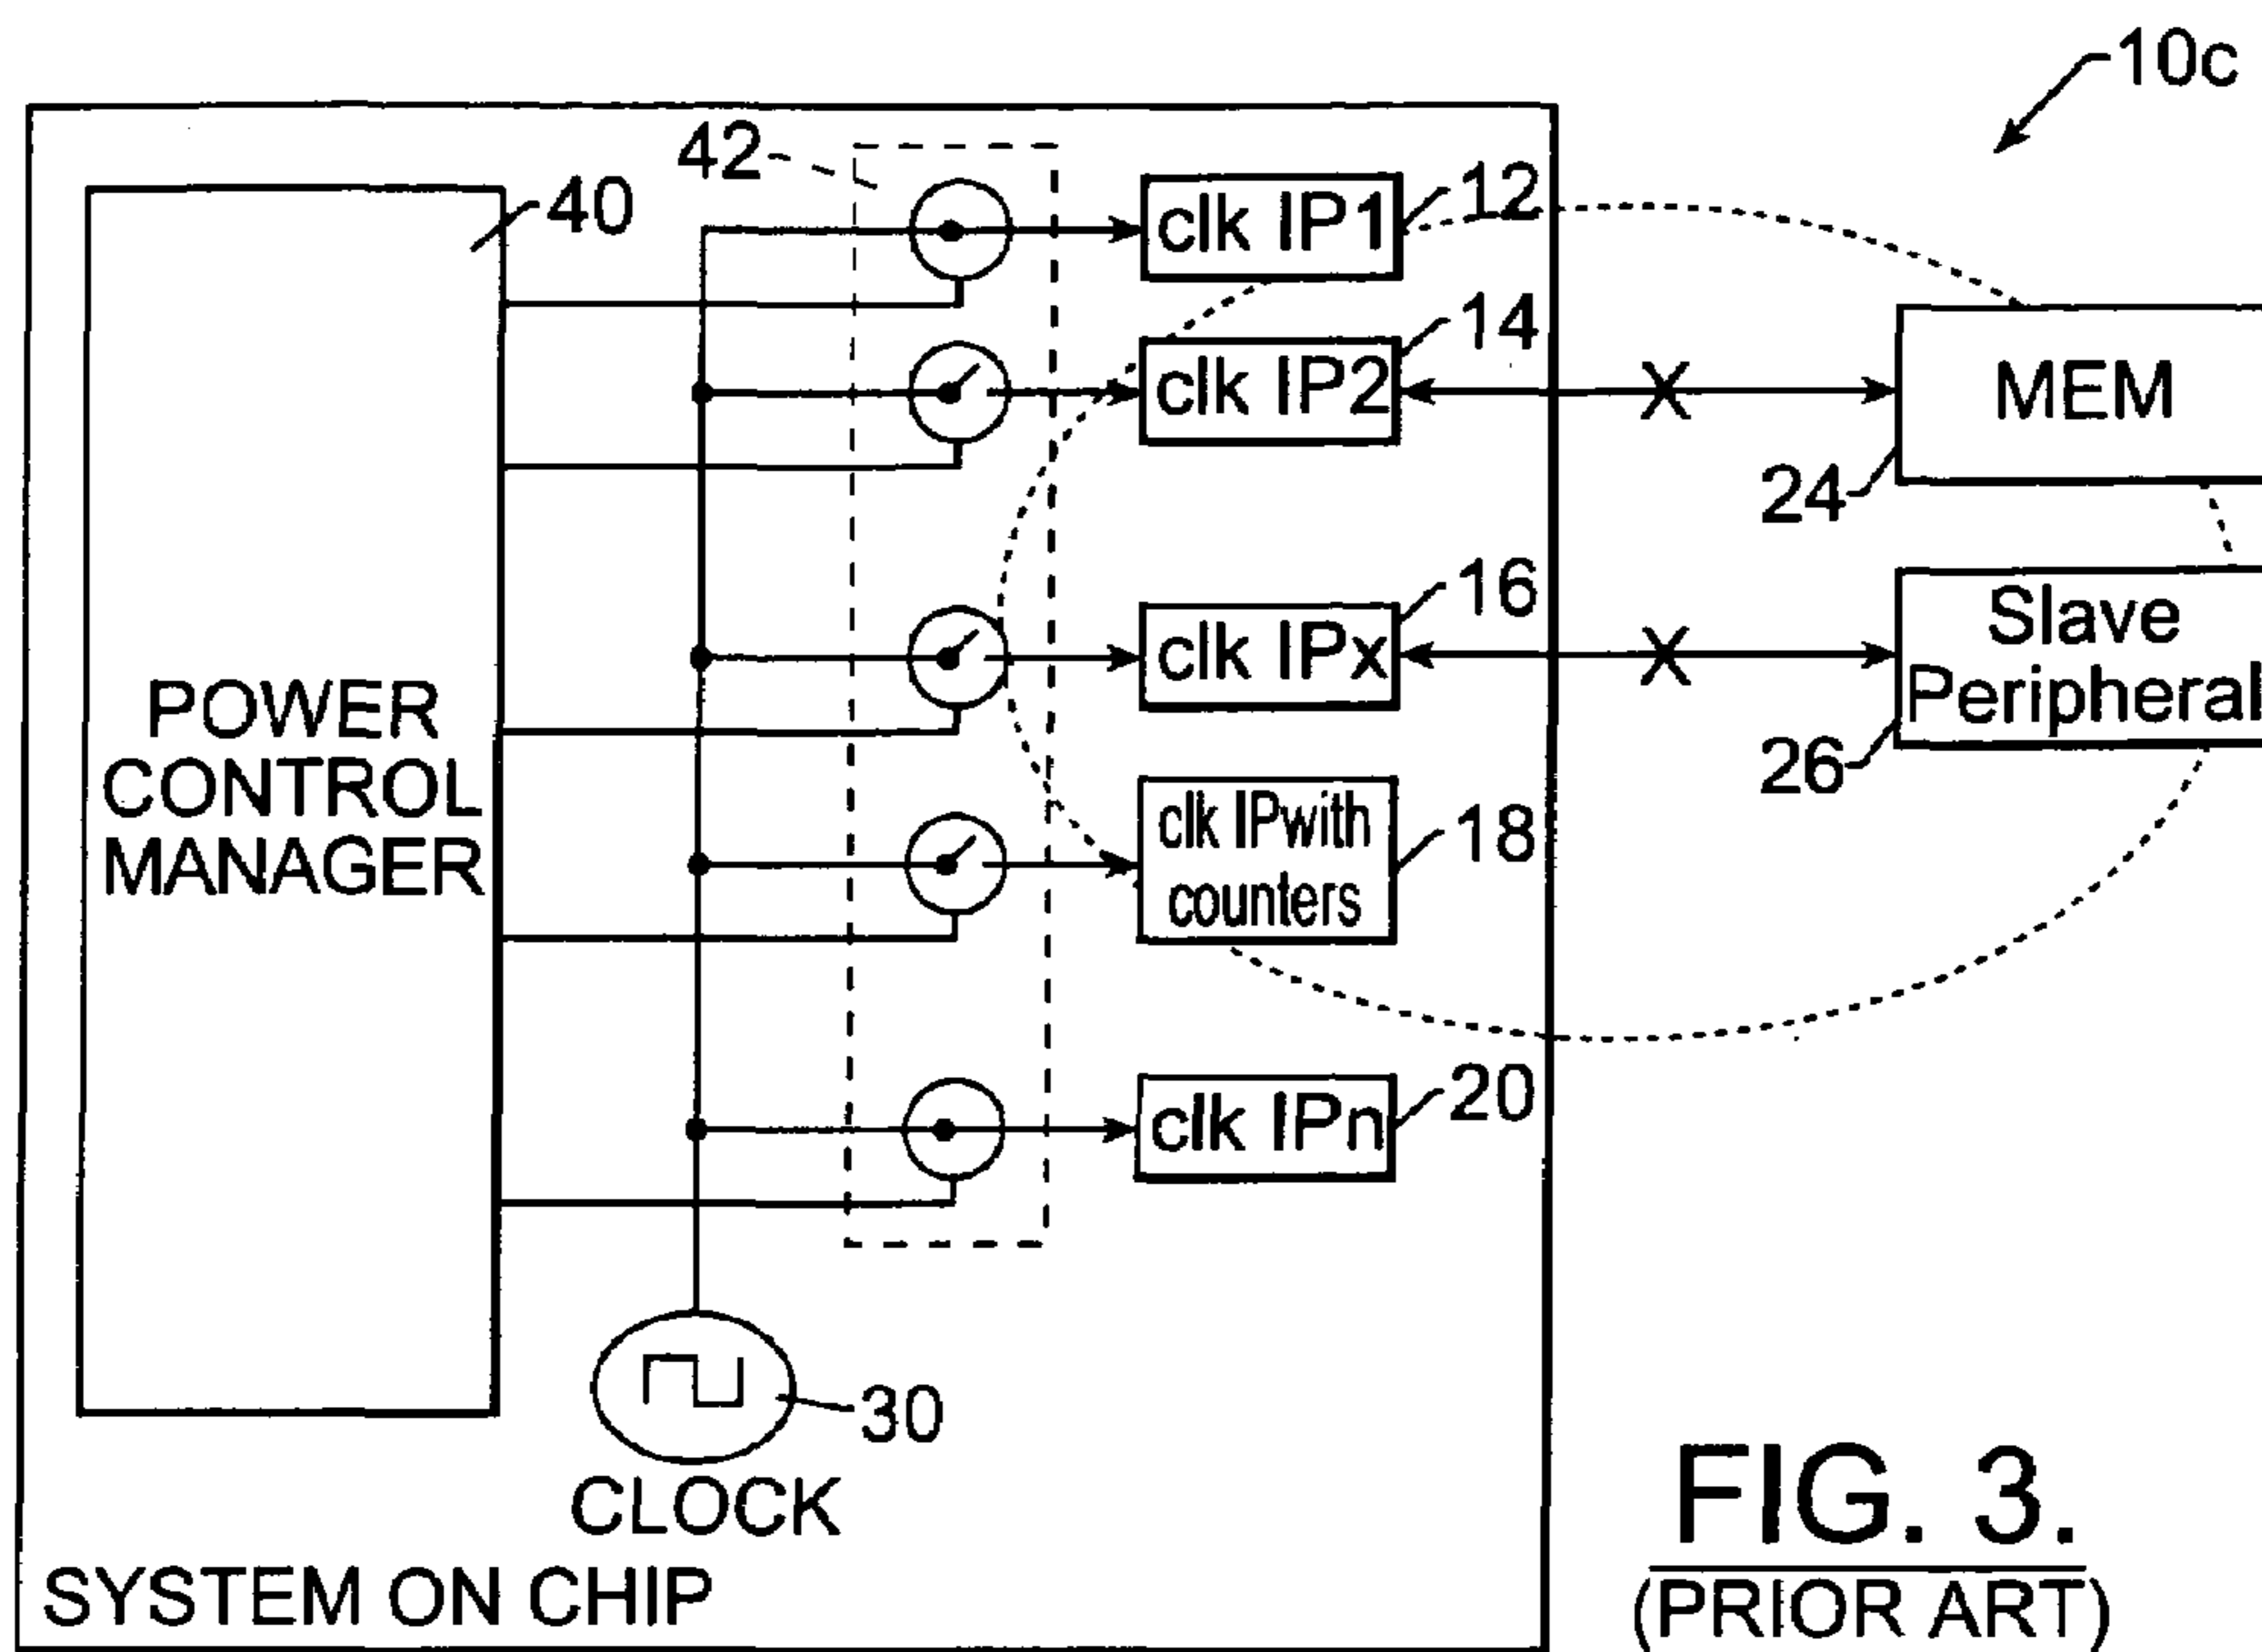 10c
42
40
clk IP1
12
clk IP2
14
MEM
24
clk IPx
16
Slave
Peripheral
26
POWER
CONTROL
MANAGER
clk IPwith
counters
18
clk IPn
20
30
CLOCK
SYSTEM ON CHIP
FIG. 3.
(PRIOR ART)